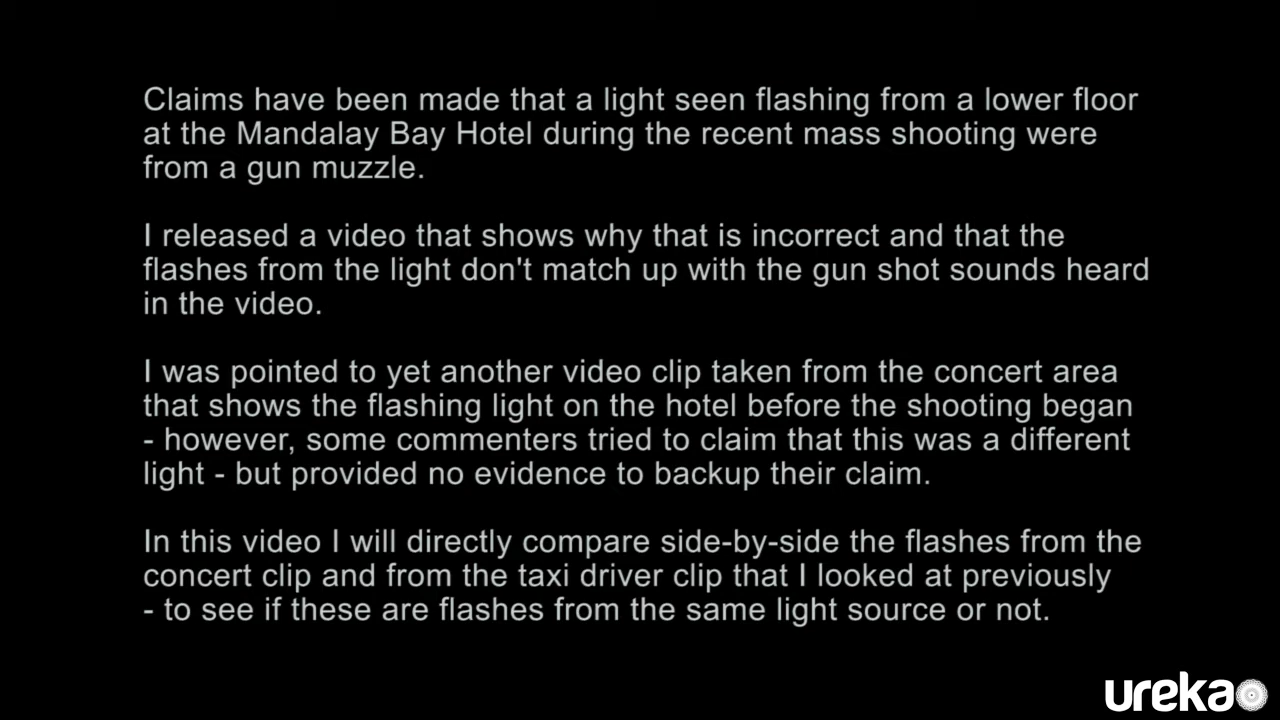 Claims have been made that a light seen flashing from a lower floor
at the Mandalay Bay Hotel during the recent mass shooting were
from a gun muzzle.
I released a video that shows why that is incorrect and that the
flashes from the light don't match up with the gun shot sounds heard
in the video.
I was pointed to yet another video clip taken from the concert area
that shows the flashing light on the hotel before the shooting began
- however, some commenters tried to claim that this was a different
light - but provided no evidence to backup their claim.
In this video I will directly compare side-by-side the flashes from the
concert clip and from the taxi driver clip that I looked at previously
- to see if these are flashes from the same light source or not.
ureka